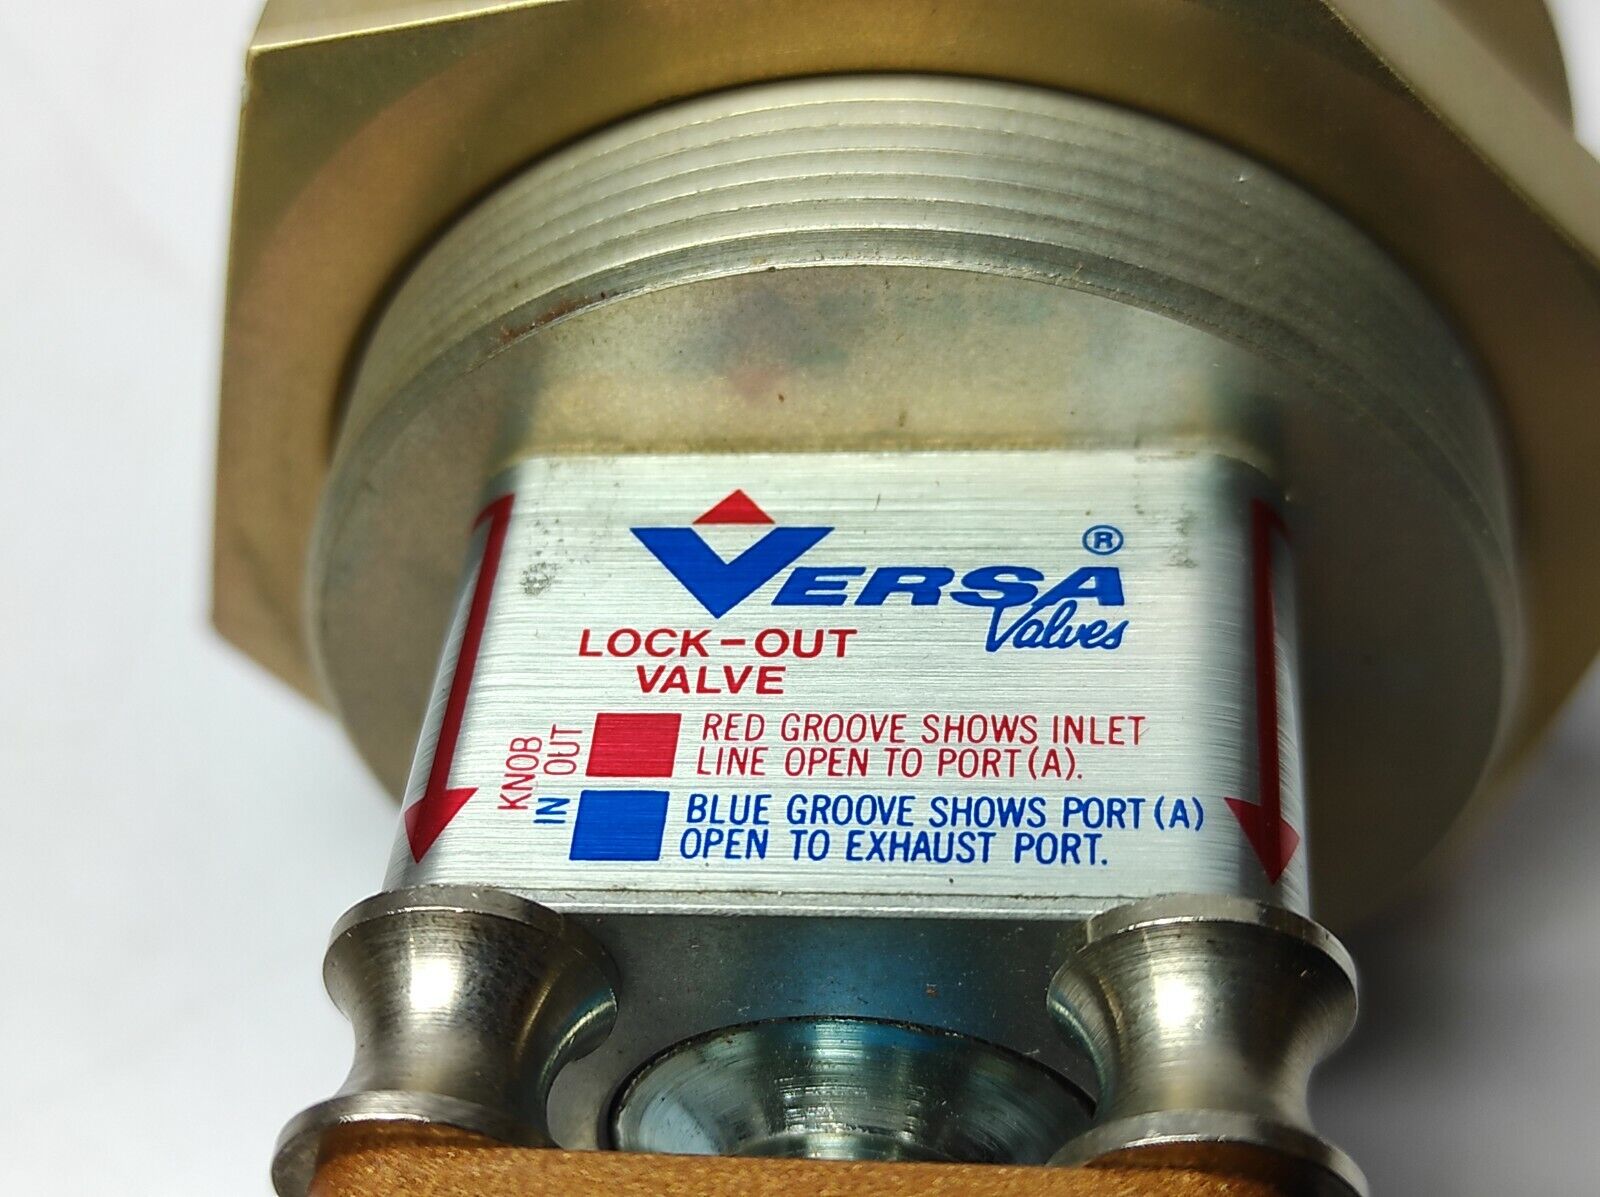 VERSA ®
Valves
LOCK-OUT
VALVE
KNOB
OUT
RED GROOVE SHOWS INLET
LINE OPEN TO PORT (A).
IN
BLUE GROOVE SHOWS PORT (A)
OPEN TO EXHAUST PORT.